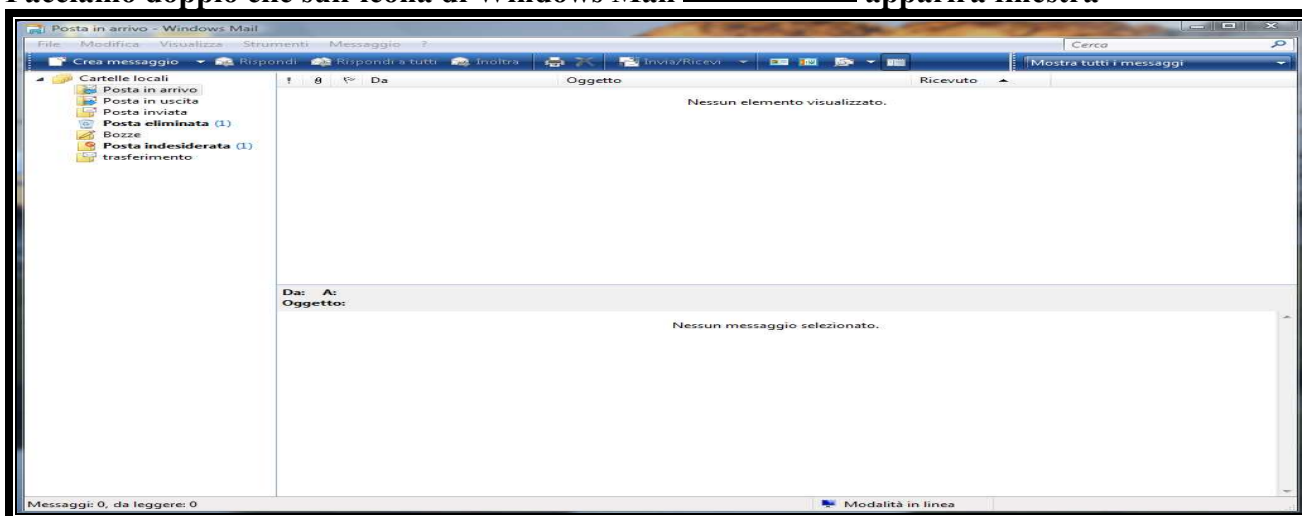 Facciamo doppio clic sull'icona di Windows Mail apparirà finestra
Posta in arrivo - Windows Mail
File Modifica Visualizza Strumenti Messaggio ?
Cerca
Crea messaggio Rispondi Rispondi a tutti Inoltra Invia/Ricevi Mostra tutti i messaggi
Cartelle locali
Posta in arrivo
Posta in uscita
Posta inviata
Posta eliminata (1)
Bozze
Posta indesiderata (1)
trasferimento
! Da Oggetto Ricevuto
Nessun elemento visualizzato.
Da: A:
Oggetto:
Nessun messaggio selezionato.
Messaggi: 0, da leggere: 0 Modalità in linea